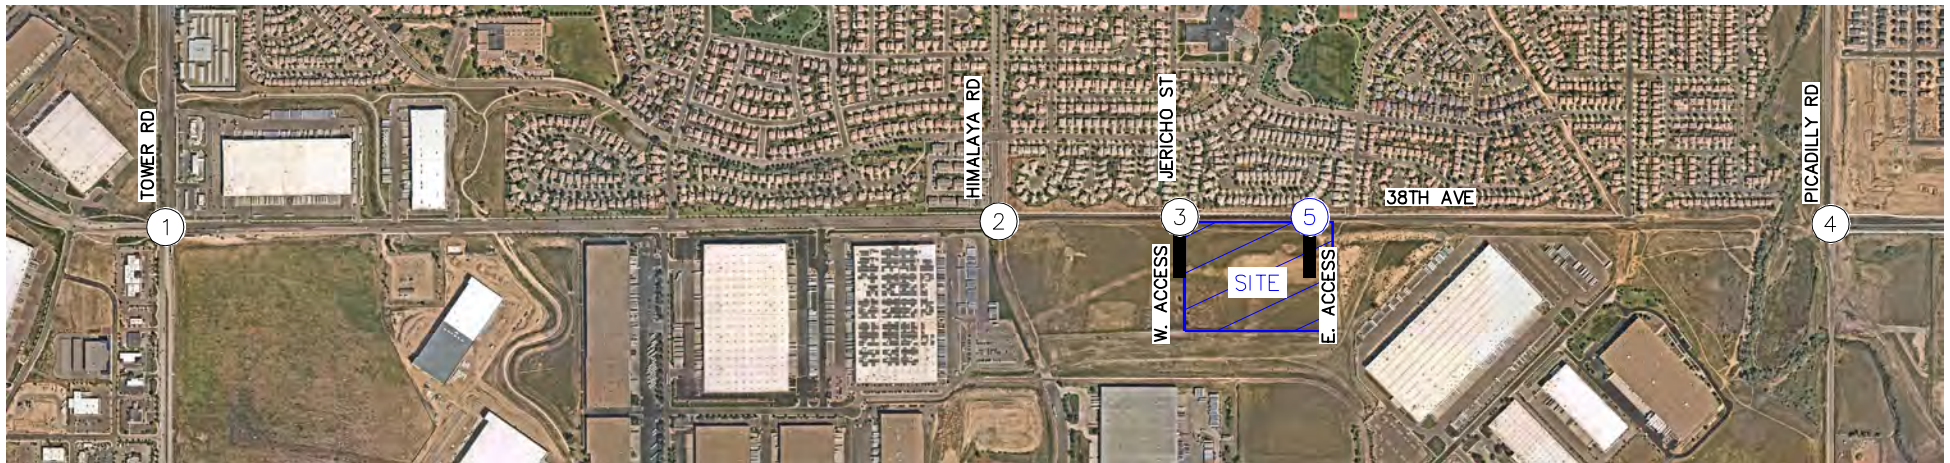 TOWER RD
HIMALAYA RD
JERICHO ST
PICADILLY RD
38TH AVE
1
2
3
5
4
W. ACCESS
SITE
E. ACCESS